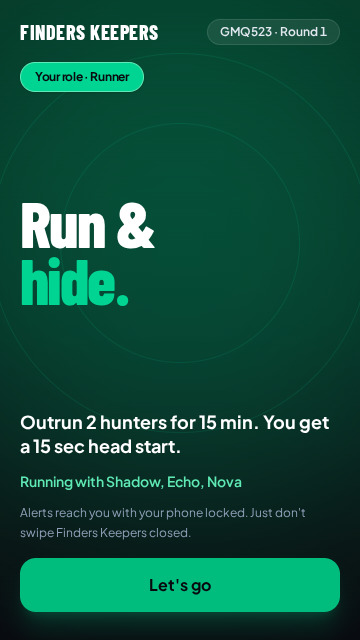 FINDERS KEEPERS
GMQ523 · Round 1
Your role · Runner
Run &
hide.
Outrun 2 hunters for 15 min. You get
a 15 sec head start.
Running with Shadow, Echo, Nova
Alerts reach you with your phone locked. Just don't
swipe Finders Keepers closed.
Let's go